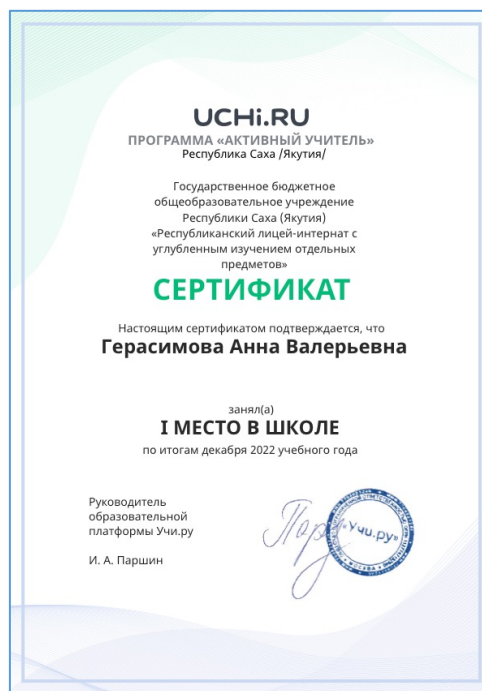 UCHi.RU
ПРОГРАММА «АКТИВНЫЙ УЧИТЕЛЬ»
Республика Саха /Якутия/
Государственное бюджетное
общеобразовательное учреждение
Республики Саха (Якутия)
«Республиканский лицей-интернат с
углубленным изучением отдельных
предметов»
СЕРТИФИКАТ
Настоящим сертификатом подтверждается, что
Герасимова Анна Валерьевна
занял(а)
I МЕСТО В ШКОЛЕ
по итогам декабря 2022 учебного года
Руководитель
образовательной
платформы Учи.ру
И. А. Паршин
«Учи.ру»
МОСКВА